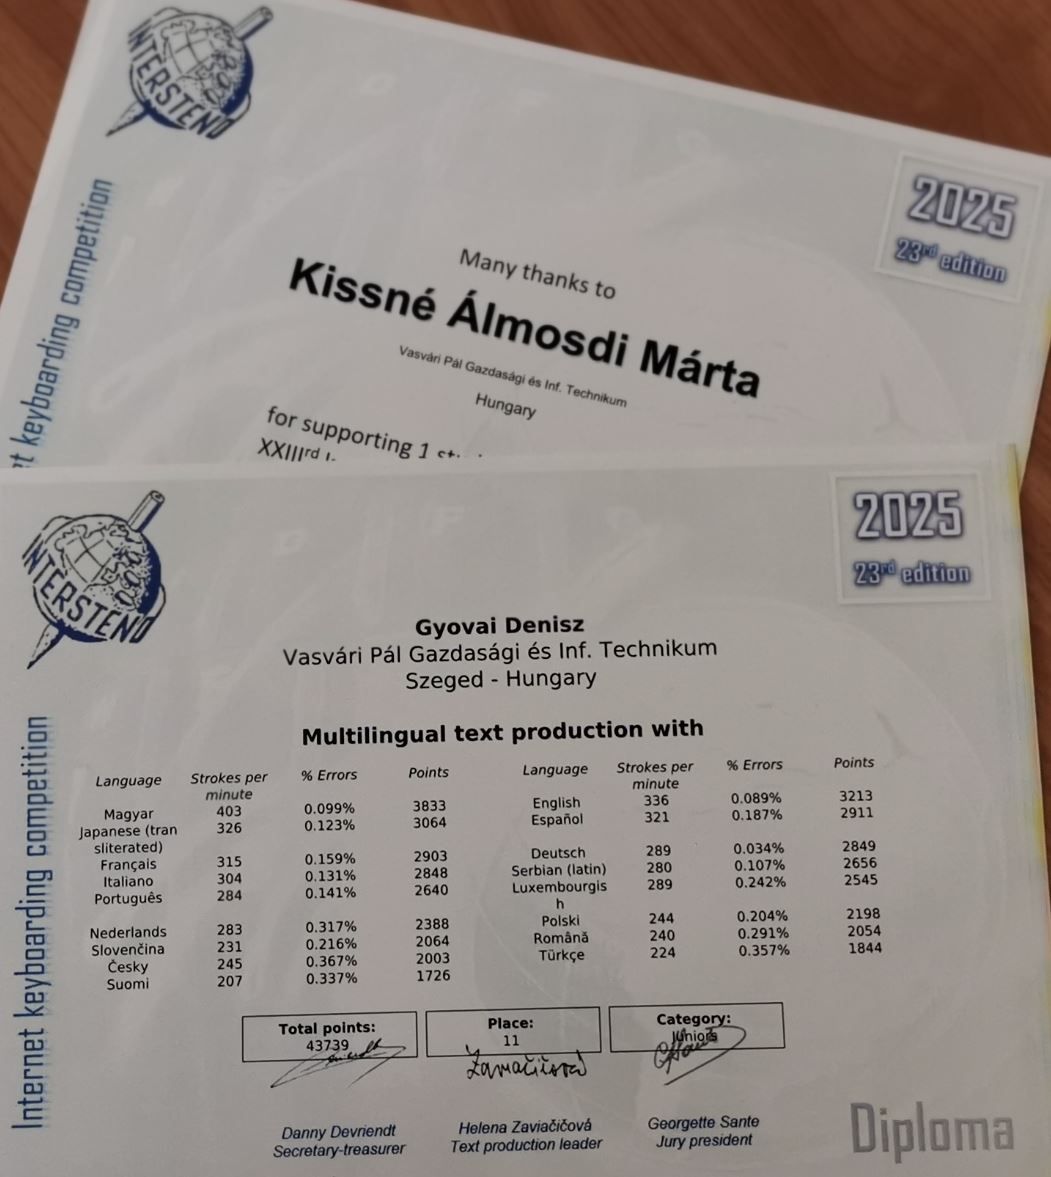 INTERSTENO
2025
23rd edition
et keyboarding competition
Many thanks to
Kissné Álmosdi Márta
Vasvári Pál Gazdasági és Inf. Technikum
Hungary
for supporting 1
XXIIIrd
INTERSTENO
2025
23rd edition
Internet keyboarding competition
Gyovai Denisz
Vasvári Pál Gazdasági és Inf. Technikum
Szeged - Hungary
Multilingual text production with
Language Strokes per minute % Errors Points Language Strokes per minute % Errors Points
Magyar 403 0.099% 3833 English 336 0.089% 3213
Japanese (tran sliterated) 326 0.123% 3064 Español 321 0.187% 2911
Français 315 0.159% 2903 Deutsch 289 0.034% 2849
Italiano 304 0.131% 2848 Serbian (latin) 280 0.107% 2656
Português 284 0.141% 2640 Luxembourgis h 289 0.242% 2545
Nederlands 283 0.317% 2388 Polski 244 0.204% 2198
Slovenčina 231 0.216% 2064 Română 240 0.291% 2054
Česky 245 0.367% 2003 Türkçe 224 0.357% 1844
Suomi 207 0.337% 1726
Total points: Place: Category:
43739 11 Juniors
Danny Devriendt Helena Zaviačičová Georgette Sante
Secretary-treasurer Text production leader Jury president
Diploma